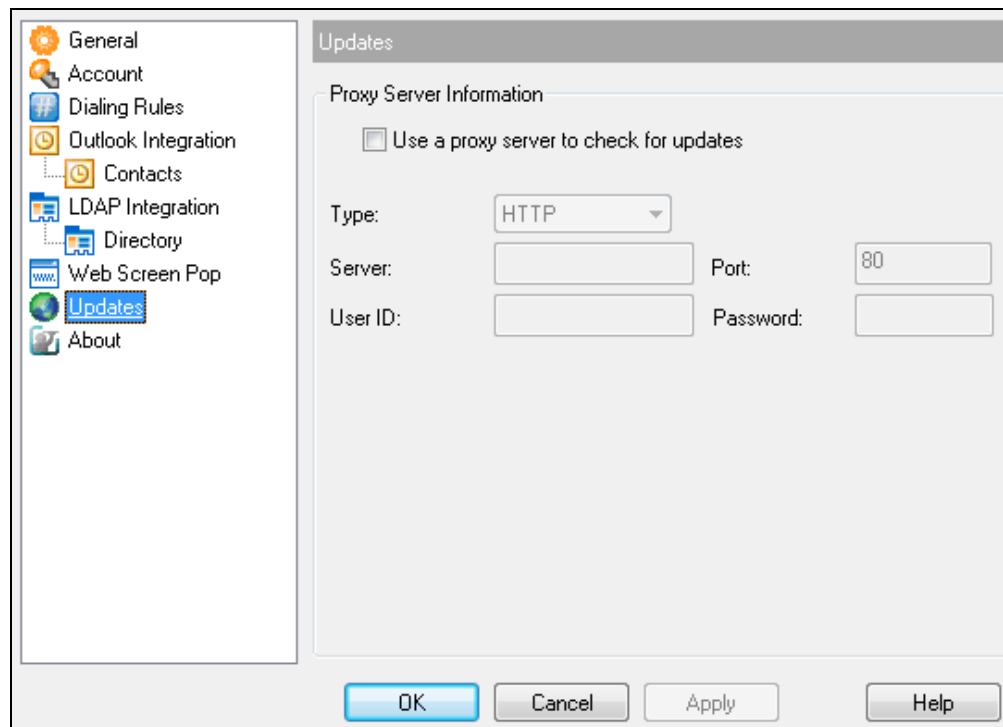 General
Account
Dialing Rules
Outlook Integration
Contacts
LDAP Integration
Directory
www.
Web Screen Pop
Updates
About
Updates
Proxy Server Information
Use a proxy server to check for updates
Type: HTTP
Server: Port: 80
User ID: Password:
OK Cancel Apply Help